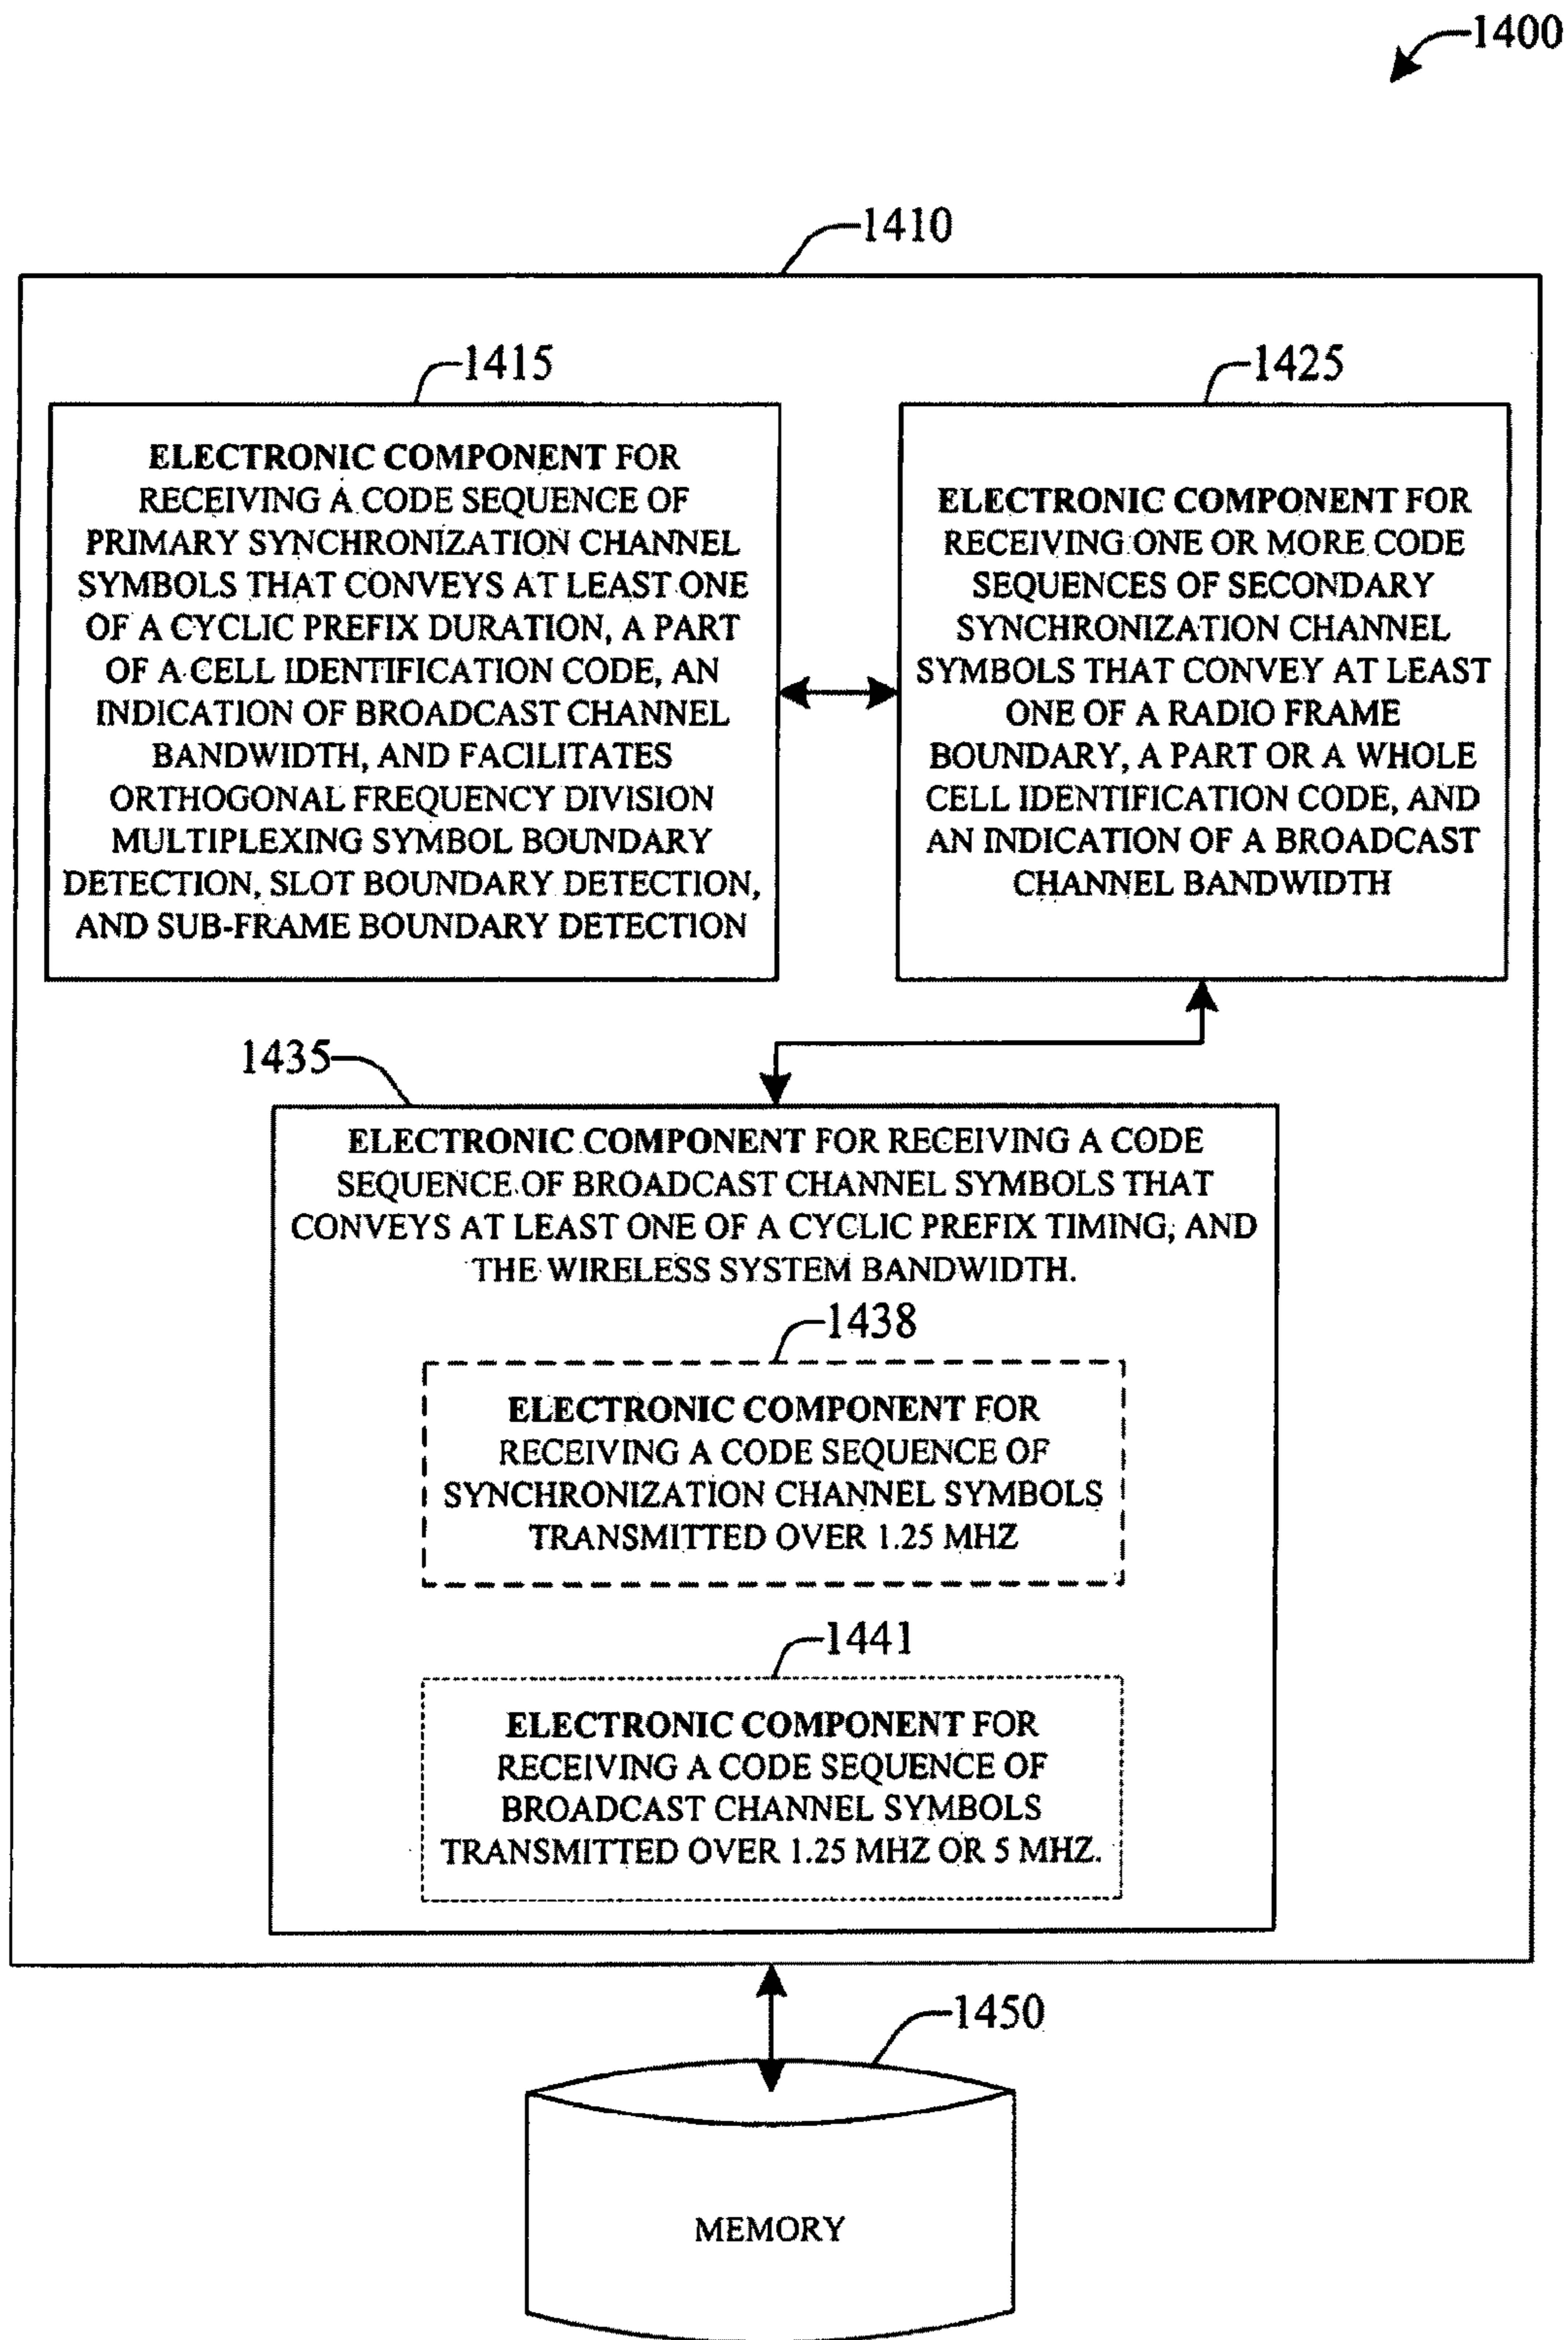 1400
1410
1415
ELECTRONIC COMPONENT FOR
RECEIVING A CODE SEQUENCE OF
PRIMARY SYNCHRONIZATION CHANNEL
SYMBOLS THAT CONVEYS AT LEAST ONE
OF A CYCLIC PREFIX DURATION, A PART
OF A CELL IDENTIFICATION CODE, AN
INDICATION OF BROADCAST CHANNEL
BANDWIDTH, AND FACILITATES
ORTHOGONAL FREQUENCY DIVISION
MULTIPLEXING SYMBOL BOUNDARY
DETECTION, SLOT BOUNDARY DETECTION,
AND SUB-FRAME BOUNDARY DETECTION
1425
ELECTRONIC COMPONENT FOR
RECEIVING ONE OR MORE CODE
SEQUENCES OF SECONDARY
SYNCHRONIZATION CHANNEL
SYMBOLS THAT CONVEY AT LEAST
ONE OF A RADIO FRAME
BOUNDARY, A PART OR A WHOLE
CELL IDENTIFICATION CODE, AND
AN INDICATION OF A BROADCAST
CHANNEL BANDWIDTH
1435
ELECTRONIC COMPONENT FOR RECEIVING A CODE
SEQUENCE OF BROADCAST CHANNEL SYMBOLS THAT
CONVEYS AT LEAST ONE OF A CYCLIC PREFIX TIMING, AND
THE WIRELESS SYSTEM BANDWIDTH.
1438
ELECTRONIC COMPONENT FOR
RECEIVING A CODE SEQUENCE OF
SYNCHRONIZATION CHANNEL SYMBOLS
TRANSMITTED OVER 1.25 MHZ
1441
ELECTRONIC COMPONENT FOR
RECEIVING A CODE SEQUENCE OF
BROADCAST CHANNEL SYMBOLS
TRANSMITTED OVER 1.25 MHZ OR 5 MHZ.
1450
MEMORY